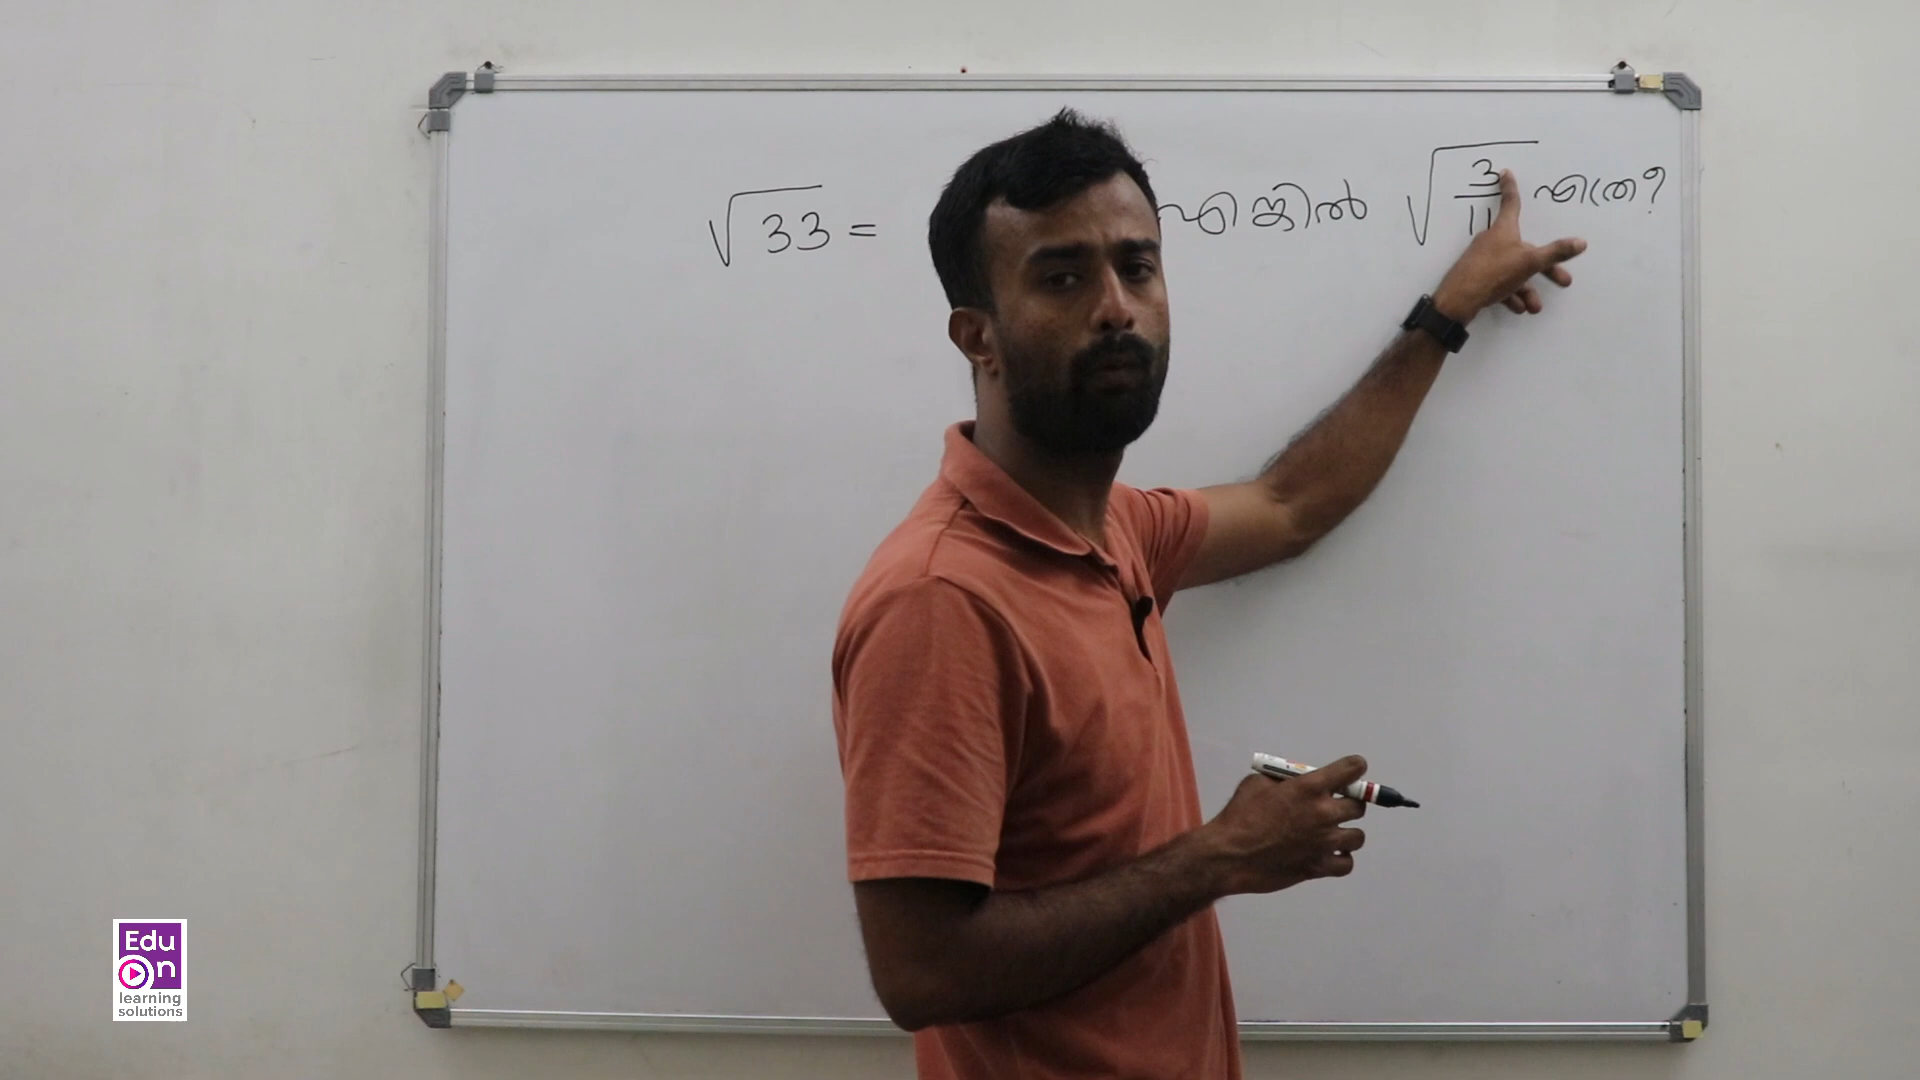 √33 = എങ്കിൽ √(3/11) എത്ര?
Edu
On
learning
solutions